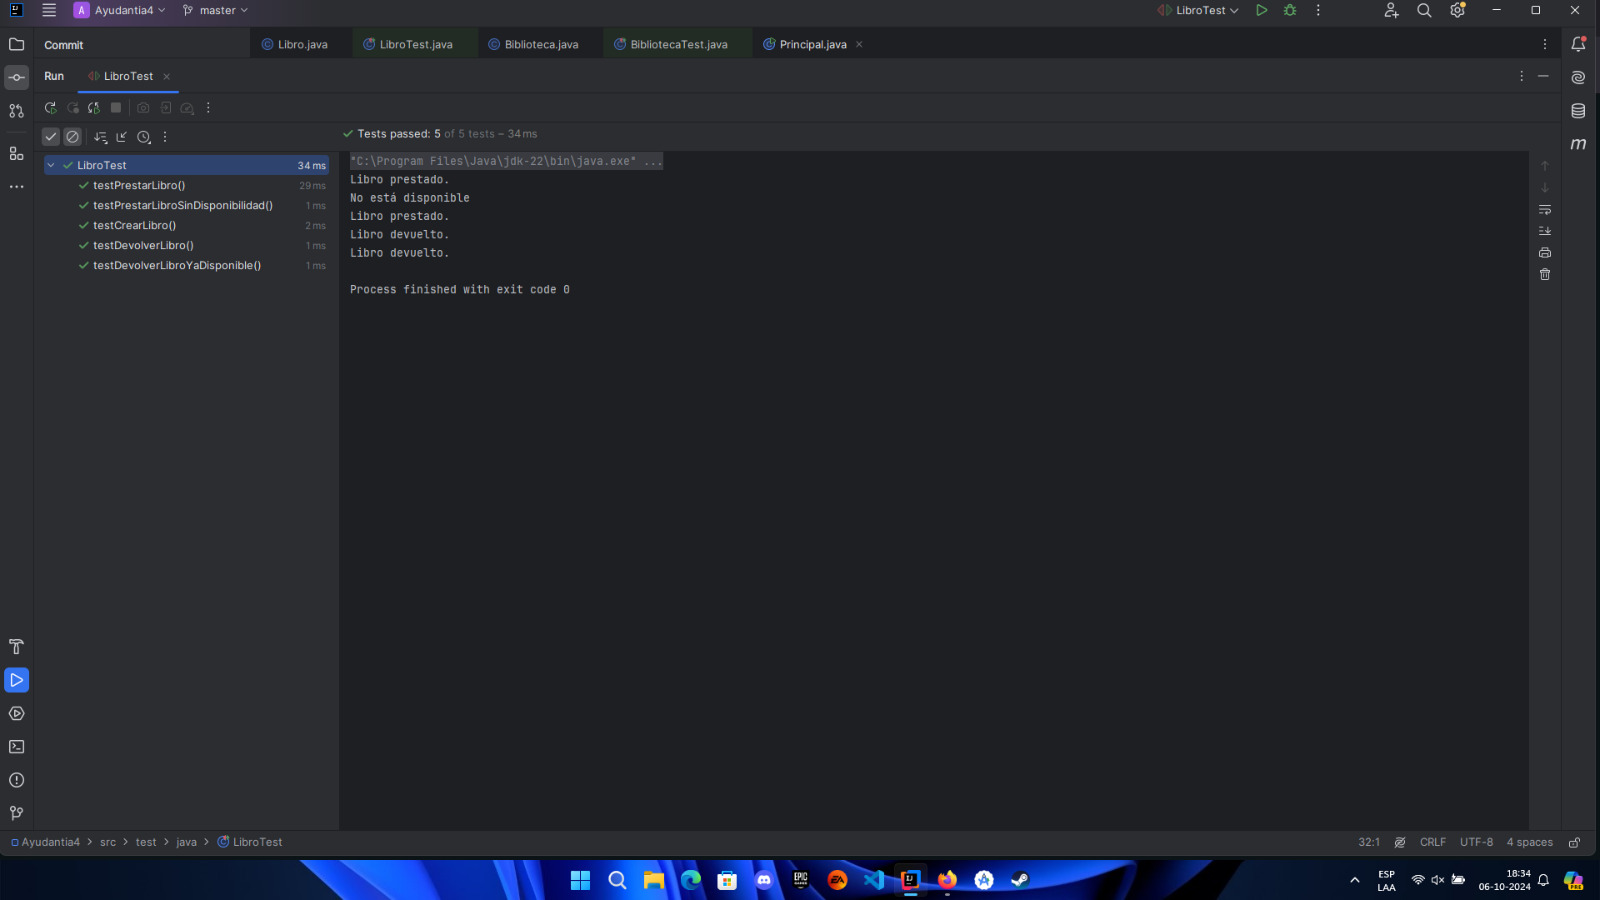 A Ayudantia4 master LibroTest
Commit Libro.java LibroTest.java Biblioteca.java BibliotecaTest.java Principal.java
Run LibroTest
Tests passed: 5 of 5 tests – 34 ms
LibroTest 34 ms
testPrestarLibro() 29 ms
testPrestarLibroSinDisponibilidad() 1 ms
testCrearLibro() 2 ms
testDevolverLibro() 1 ms
testDevolverLibroYaDisponible() 1 ms
"C:\Program Files\Java\jdk-22\bin\java.exe" ...
Libro prestado.
No está disponible
Libro prestado.
Libro devuelto.
Libro devuelto.
Process finished with exit code 0
m
Ayudantia4 > src > test > java > LibroTest 32:1 CRLF UTF-8 4 spaces
EPIC GAMES
EA
ESP
LAA
18:34
06-10-2024
PRE